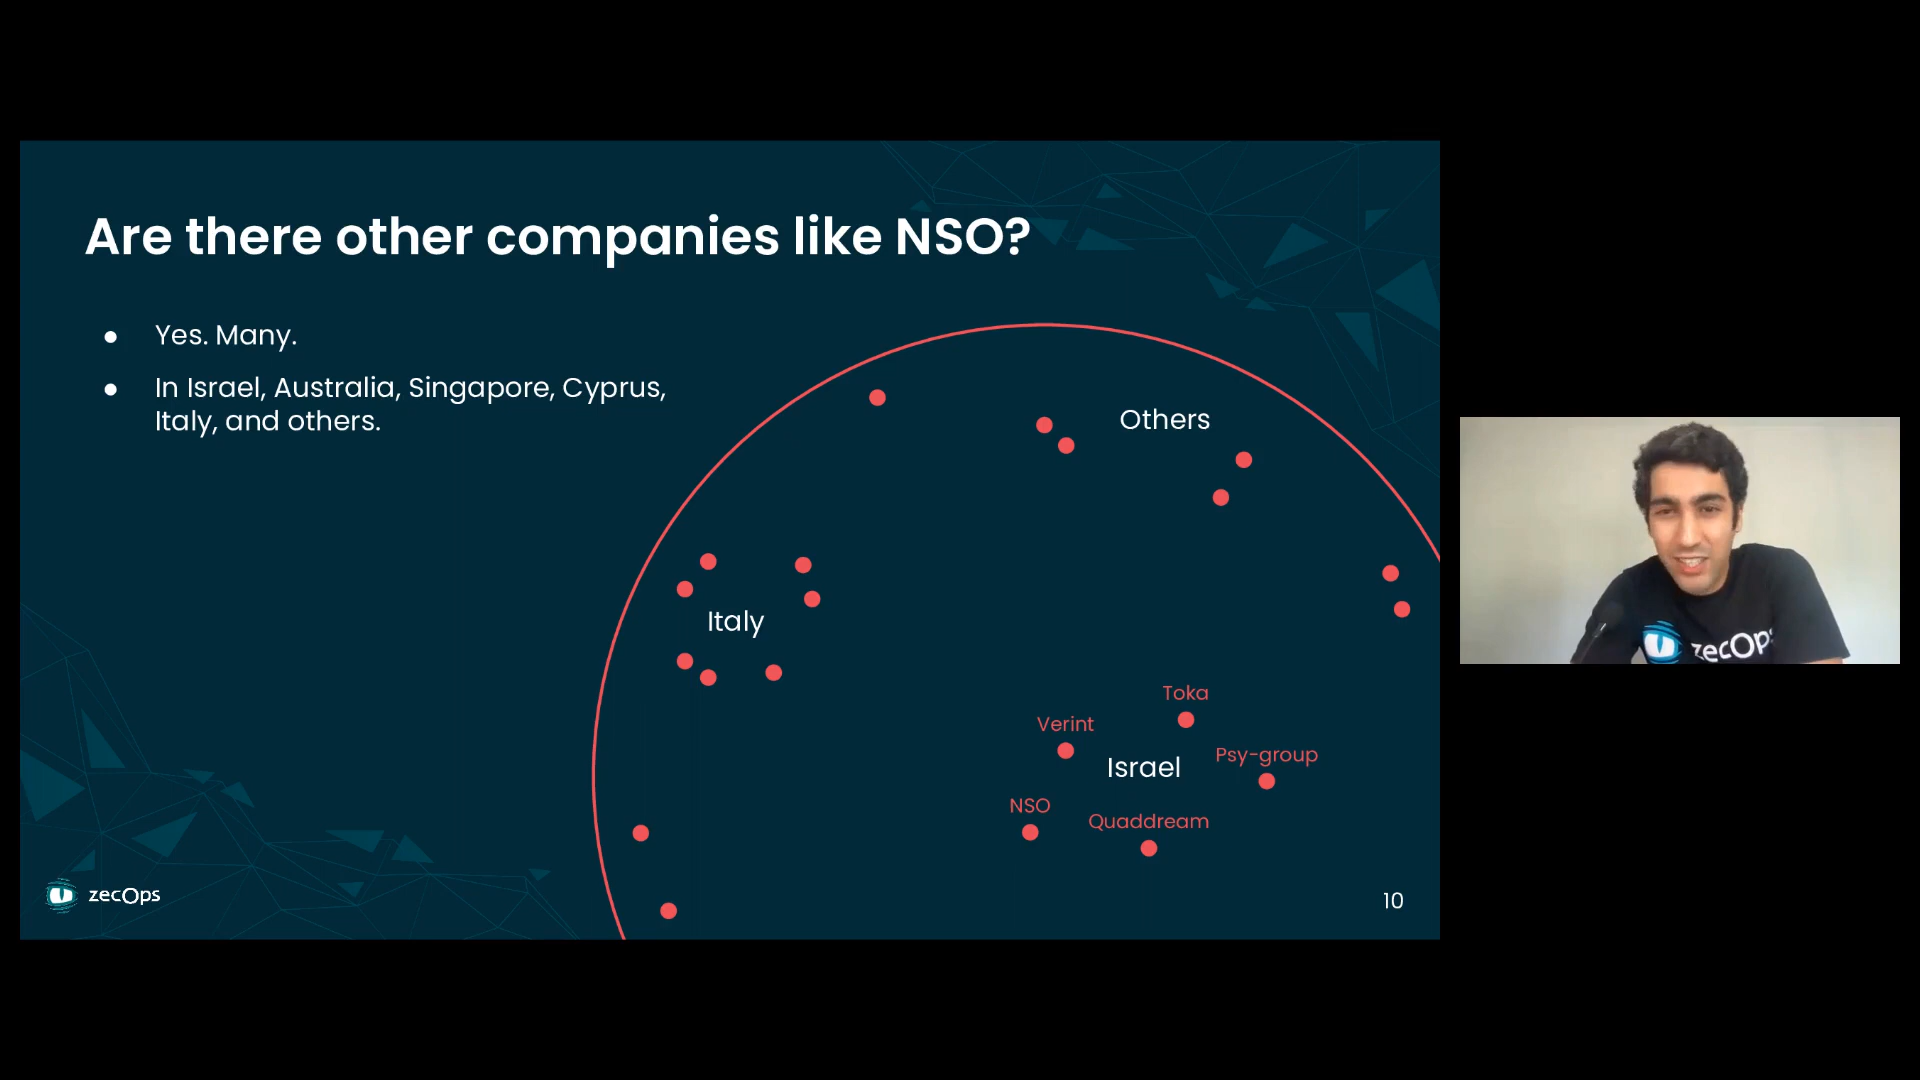 Are there other companies like NSO?
● Yes. Many.
● In Israel, Australia, Singapore, Cyprus,
Italy, and others.
Others
Italy
Toka
Verint
Psy-group
Israel
NSO
Quaddream
zecOps
10
zecOps